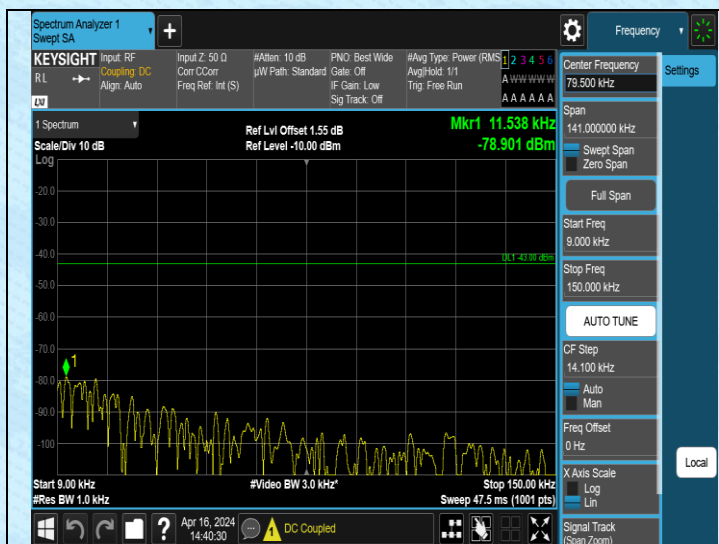 Spectrum Analyzer 1
Swept SA
+
Frequency
KEYSIGHT
RL
LXI
Input: RF
Coupling: DC
Align: Auto
Input Z: 50 Ω
Corr CCorr
Freq Ref: Int (S)
#Atten: 10 dB
µW Path: Standard
PNO: Best Wide
Gate: Off
IF Gain: Low
Sig Track: Off
#Avg Type: Power (RMS
Avg|Hold: 1/1
Trig: Free Run
1 2 3 4 5 6
A W W W W W
A A A A A A
1 Spectrum
Scale/Div 10 dB
Log
Ref Lvl Offset 1.55 dB
Ref Level -10.00 dBm
Mkr1 11.538 kHz
-78.901 dBm
-20.0
-30.0
-40.0
-50.0
-60.0
-70.0
-80.0
-90.0
-100
DL1 -43.00 dBm
1
Start 9.00 kHz
#Res BW 1.0 kHz
#Video BW 3.0 kHz*
Stop 150.00 kHz
Sweep 47.5 ms (1001 pts)
?
Apr 16, 2024
14:40:30
DC Coupled
Center Frequency
79.500 kHz
Span
141.000000 kHz
Swept Span
Zero Span
Full Span
Start Freq
9.000 kHz
Stop Freq
150.000 kHz
AUTO TUNE
CF Step
14.100 kHz
Auto
Man
Freq Offset
0 Hz
X Axis Scale
Log
Lin
Signal Track
(Span Zoom)
Settings
Local